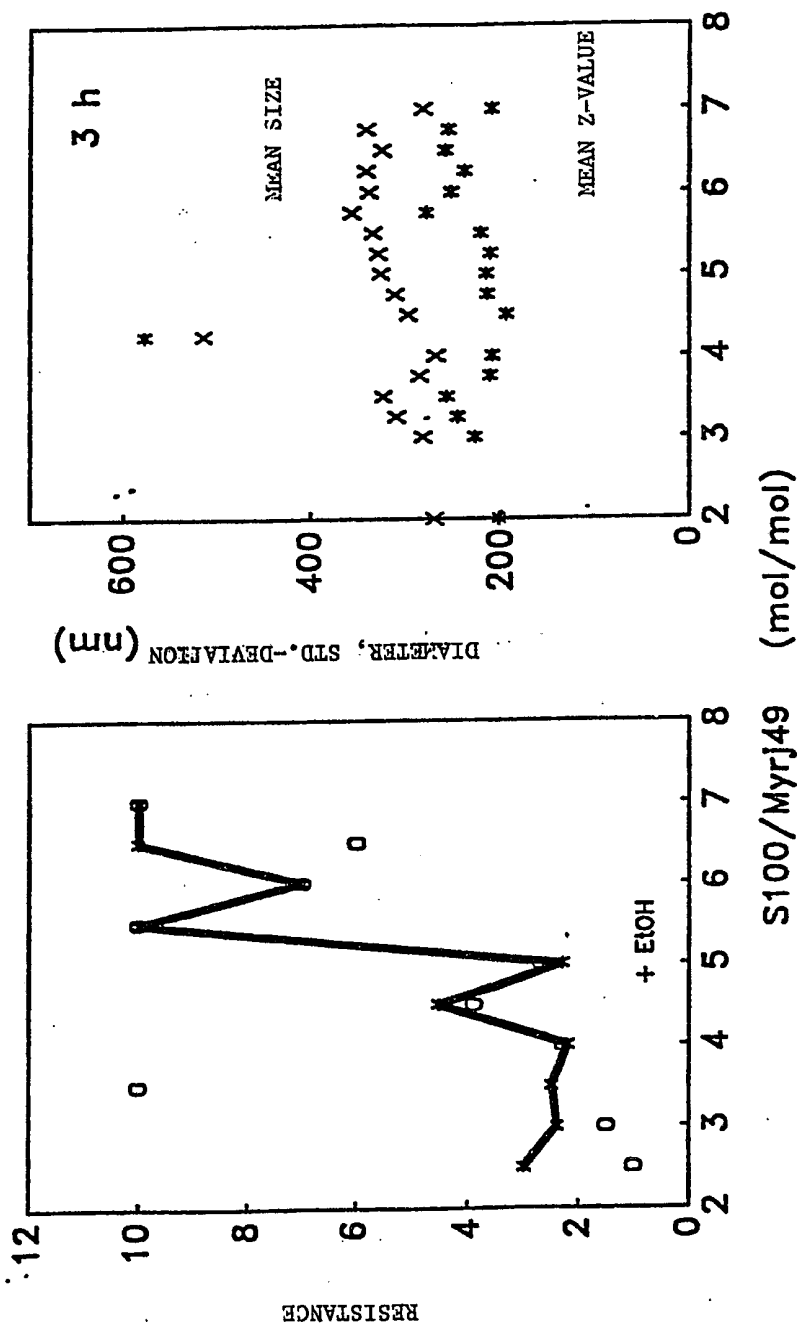 RESISTANCE
12
10
8
6
4
2
0
+ EtOH
2 3 4 5 6 7 8
S100/Myrj49 (mol/mol)
DIAMETER, STD.-DEVIATION (nm)
600
400
200
0
3 h
MEAN SIZE
MEAN Z-VALUE
2 3 4 5 6 7 8